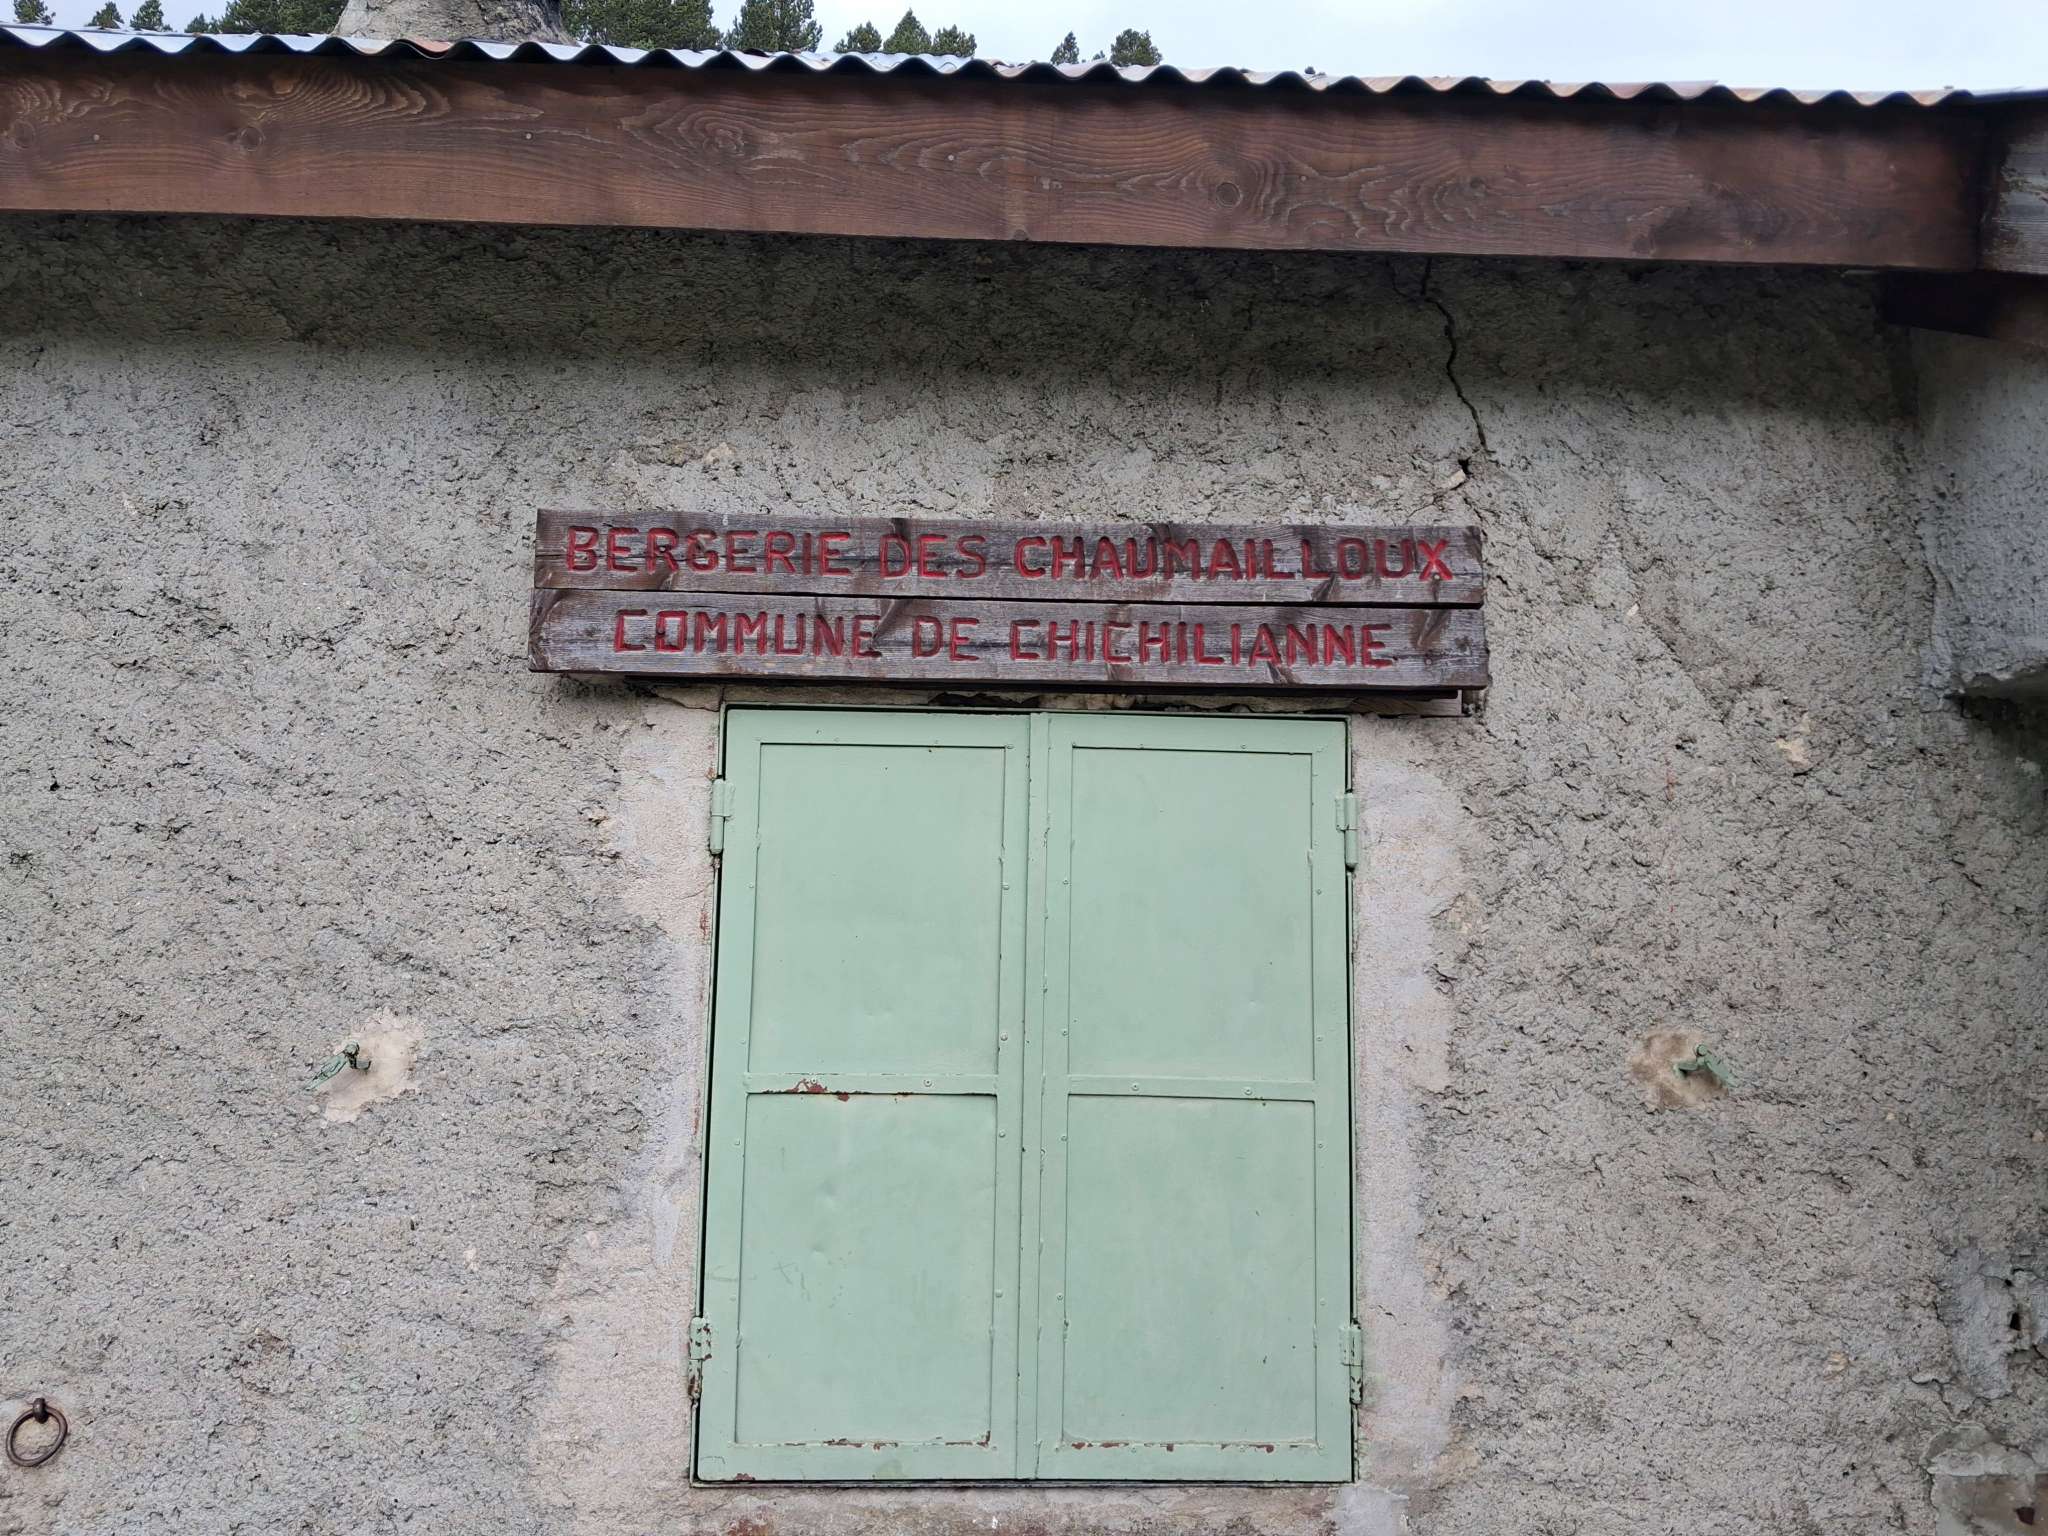 BERGERIE DES CHAUMAILLOUX
COMMUNE DE CHICHILIANNE